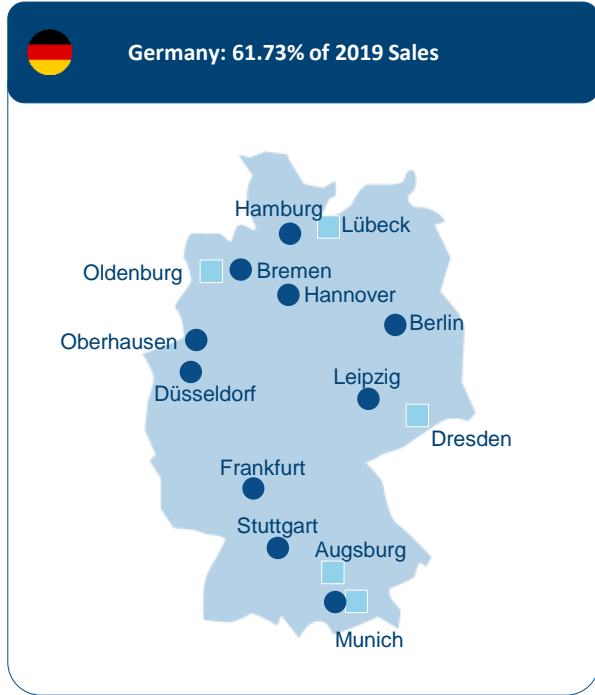 Germany: 61.73% of 2019 Sales
Hamburg
Lübeck
Oldenburg
Bremen
Hannover
Berlin
Oberhausen
Düsseldorf
Leipzig
Dresden
Frankfurt
Stuttgart
Augsburg
Munich